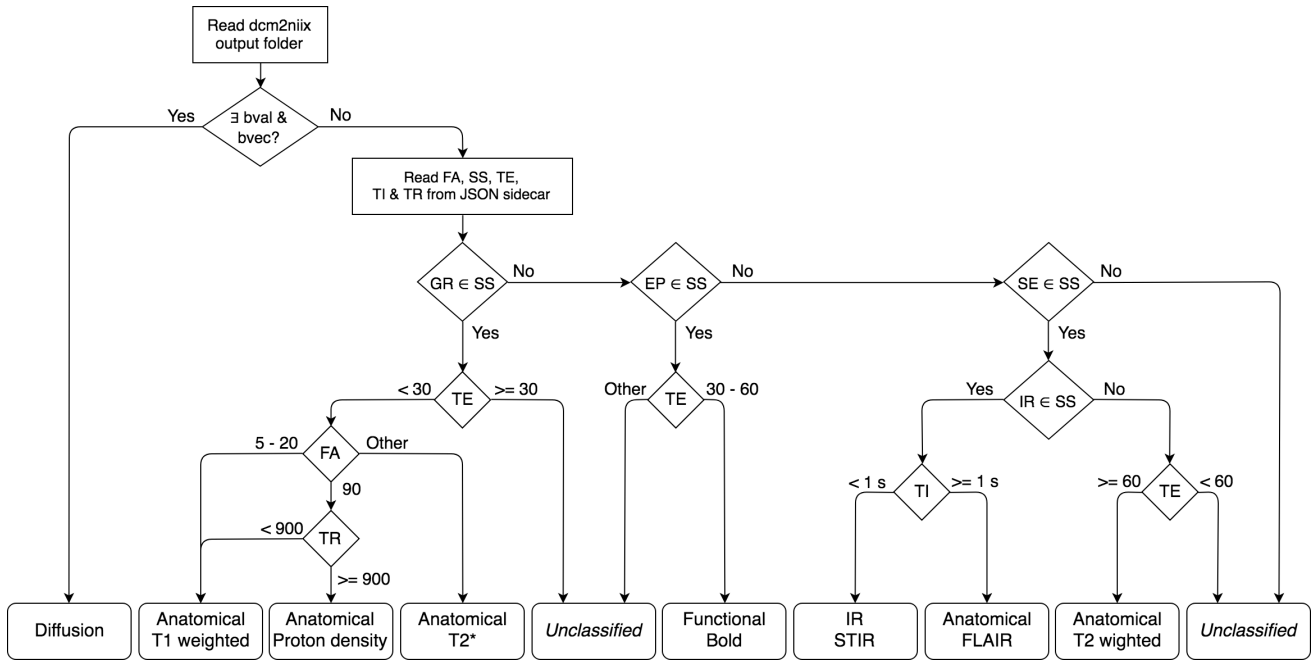 Read dcm2niix
output folder
Yes
∃ bval &
bvec?
No
Read FA, SS, TE,
TI & TR from JSON sidecar
GR ∈ SS
No
EP ∈ SS
No
SE ∈ SS
No
Yes
Yes
Yes
< 30
TE
>= 30
Other
TE
30 - 60
Yes
IR ∈ SS
No
5 - 20
FA
Other
90
< 1 s
TI
>= 1 s
>= 60
TE
< 60
< 900
TR
>= 900
Diffusion
Anatomical
T1 weighted
Anatomical
Proton density
Anatomical
T2*
Unclassified
Functional
Bold
IR
STIR
Anatomical
FLAIR
Anatomical
T2 wighted
Unclassified